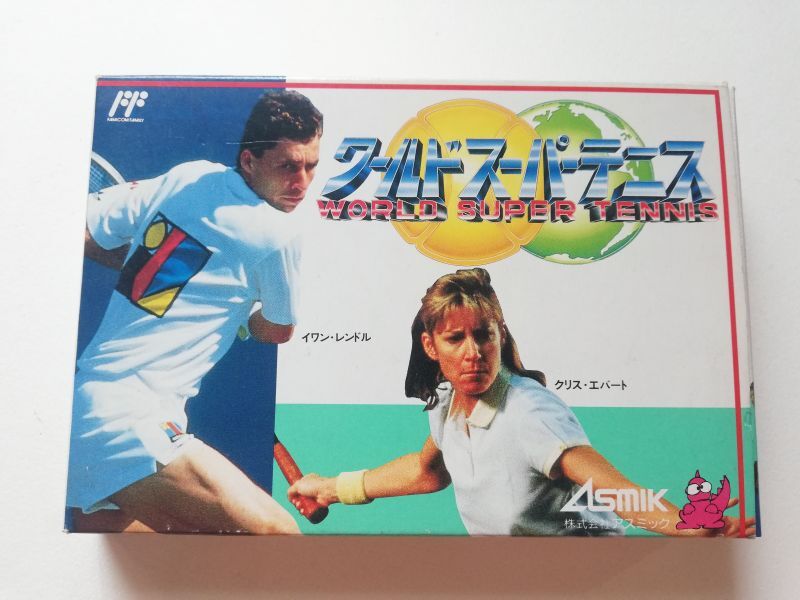 FAMICOM FAMILY
ワールドスーパーテニス
WORLD SUPER TENNIS
イワン・レンドル
クリス・エバート
ASMIK
株式会社アスミック